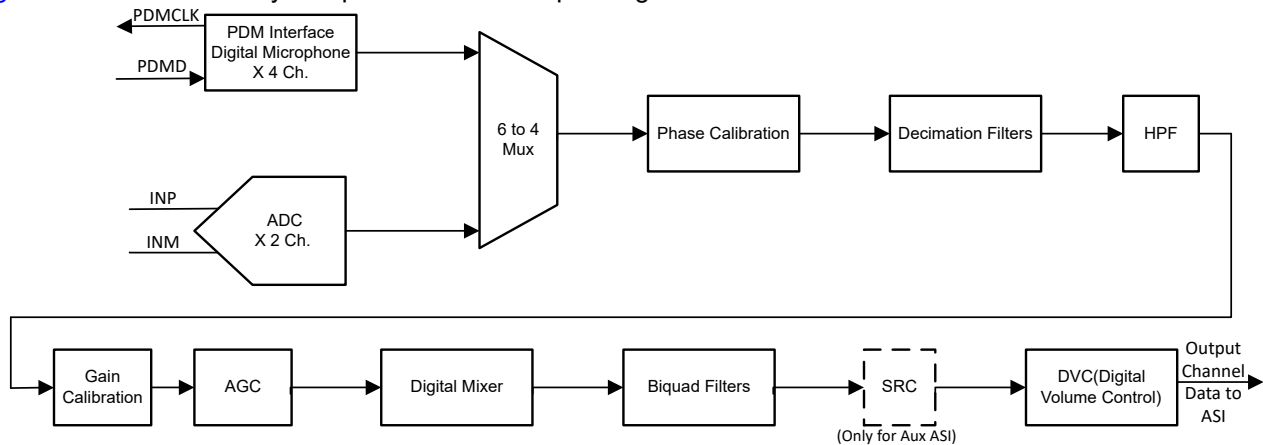 PDMCLK
PDMD
PDM Interface
Digital Microphone
X 4 Ch.
INP
INM
ADC
X 2 Ch.
6 to 4
Mux
Phase Calibration
Decimation Filters
HPF
Gain
Calibration
AGC
Digital Mixer
Biquad Filters
SRC
(Only for Aux ASI)
DVC(Digital
Volume Control)
Output
Channel
Data to
ASI